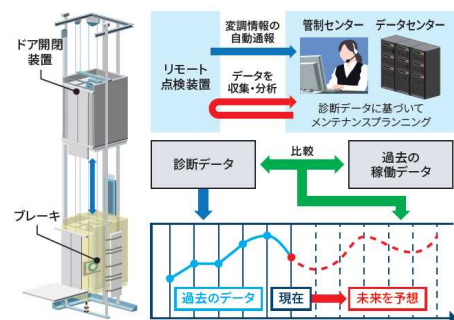 ドア開閉
装置
ブレーキ
リモート
点検装置
変調情報の
自動通報
データを
収集・分析
管制センター
データセンター
診断データに基づいて
メンテナンスプランニング
診断データ
比較
過去の
稼働データ
過去のデータ
現在
未来を予想